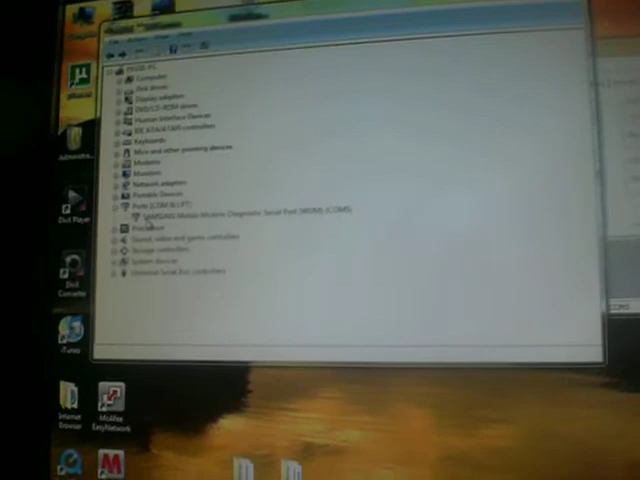 Computer
Disk drives
Display adapters
DVD/CD-ROM drives
Human Interface Devices
IDE ATA/ATAPI controllers
Keyboards
Mice and other pointing devices
Modems
Monitors
Network adapters
Portable Devices
Ports (COM & LPT)
SAMSUNG Mobile Modem Diagnostic Serial Port (WDM) (COM5)
Processors
Sound, video and game controllers
Storage controllers
System devices
Universal Serial Bus controllers
DivX Player
DivX
Converter
iTunes
Internet
Browser
McAfee
EasyNetwork